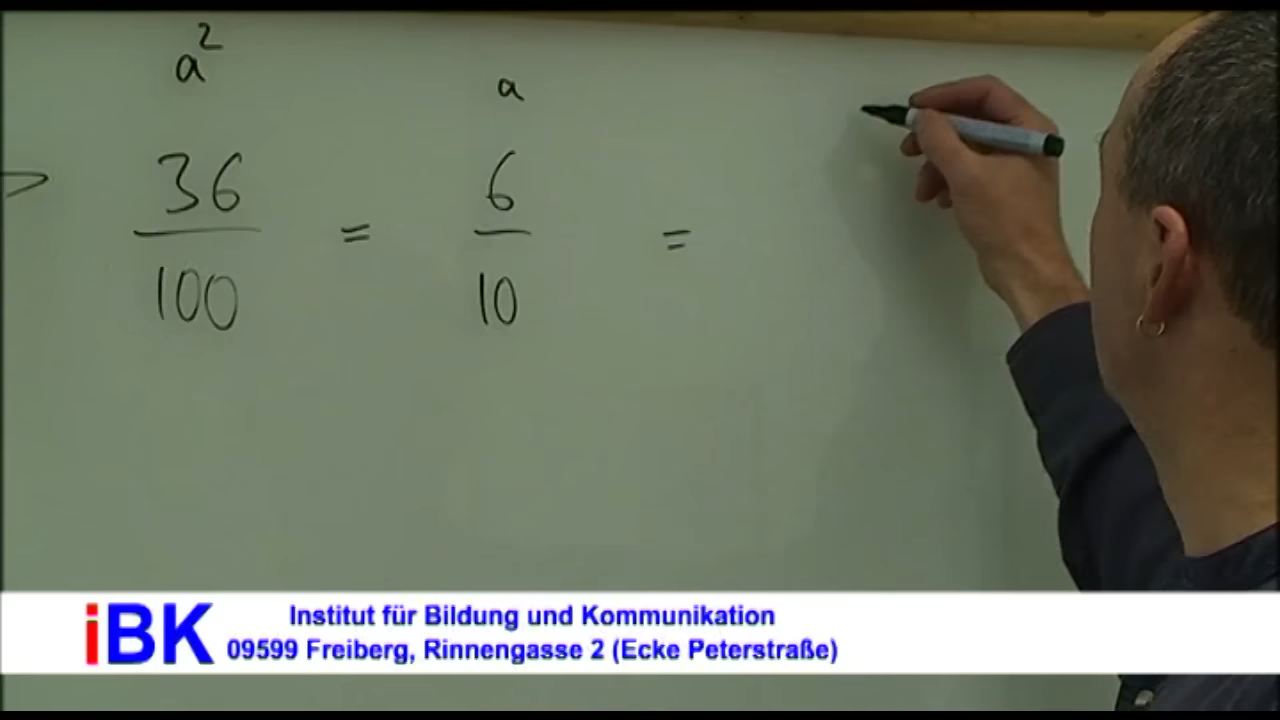 a²
a
36/100 = 6/10 =
iBK
Institut für Bildung und Kommunikation
09599 Freiberg, Rinnengasse 2 (Ecke Peterstraße)